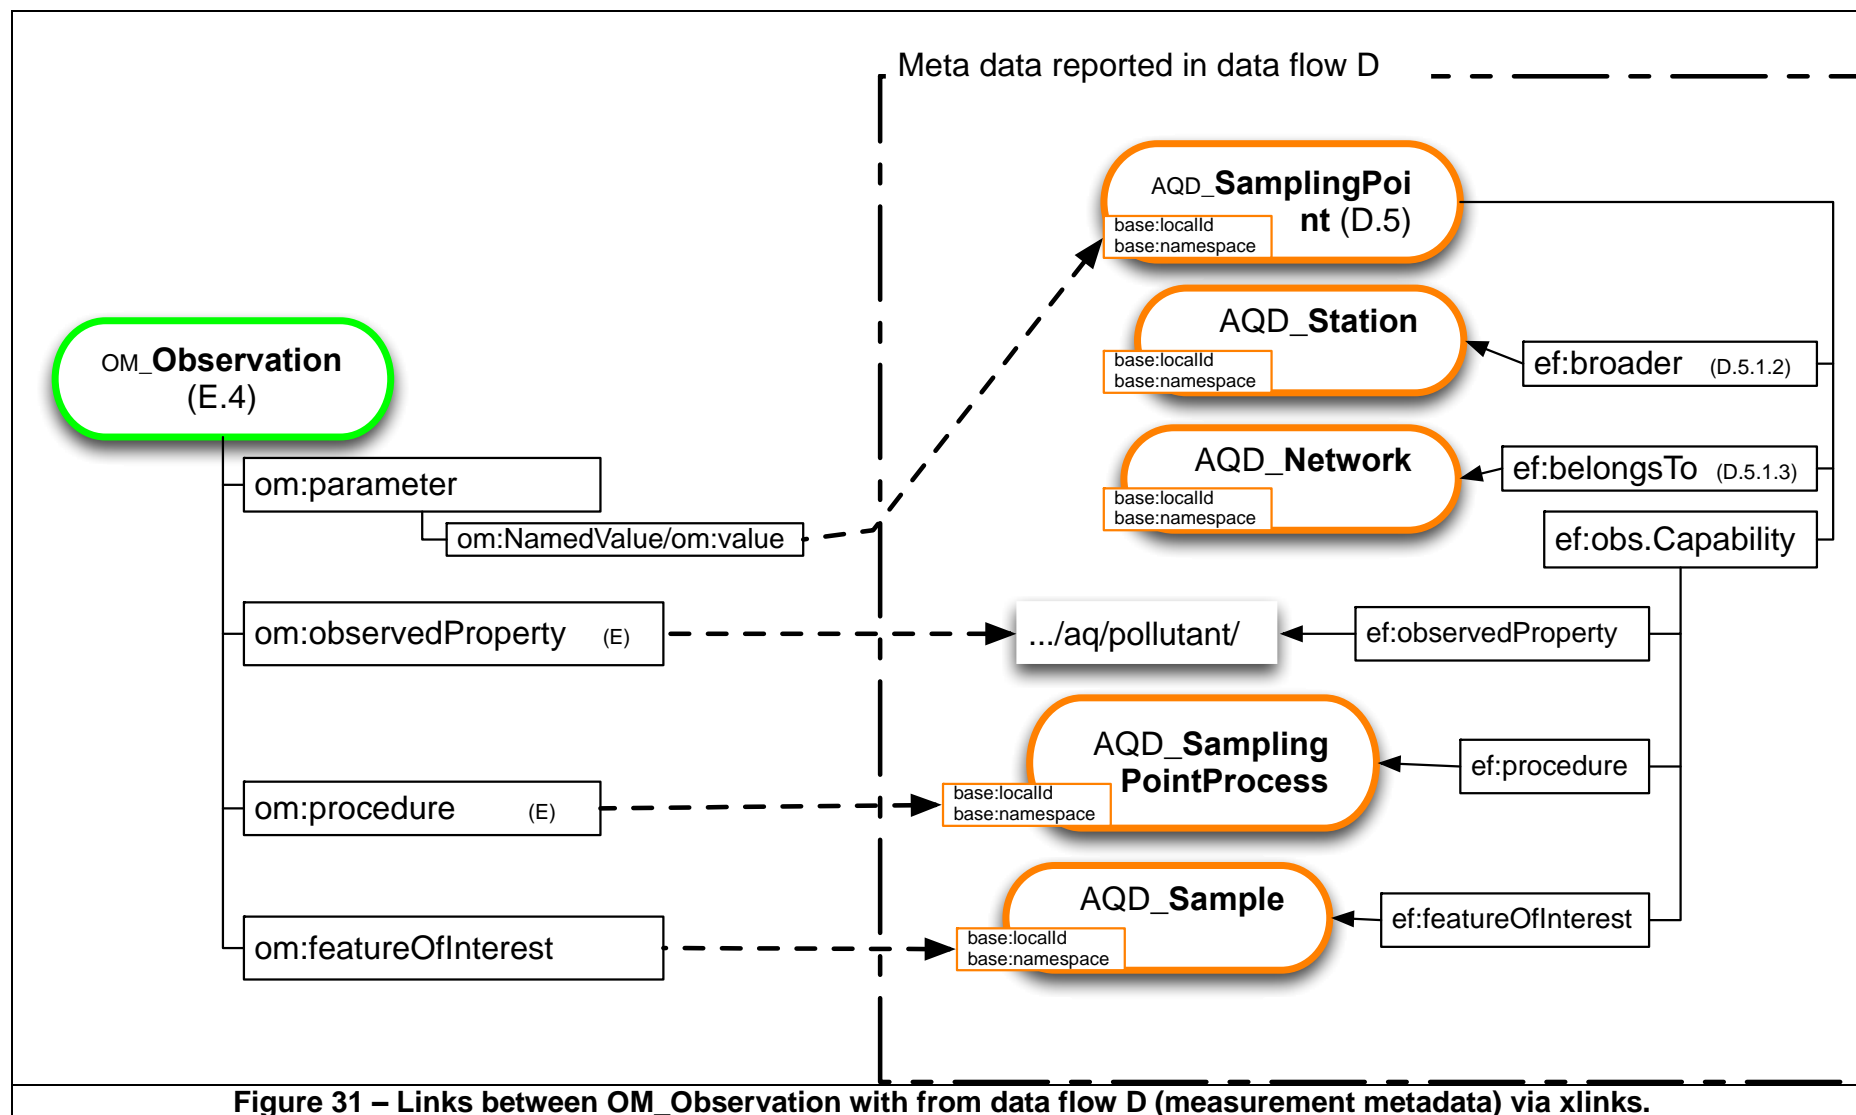 Meta data reported in data flow D
AQD_SamplingPoi
nt (D.5)
base:localId
base:namespace
AQD_Station
base:localId
base:namespace
ef:broader (D.5.1.2)
OM_Observation
(E.4)
AQD_Network
base:localId
base:namespace
ef:belongsTo (D.5.1.3)
om:parameter
om:NamedValue/om:value
ef:obs.Capability
om:observedProperty (E)
.../aq/pollutant/
ef:observedProperty
AQD_Sampling
PointProcess
base:localId
base:namespace
ef:procedure
om:procedure (E)
AQD_Sample
base:localId
base:namespace
ef:featureOfInterest
om:featureOfInterest
Figure 31 – Links between OM_Observation with from data flow D (measurement metadata) via xlinks.